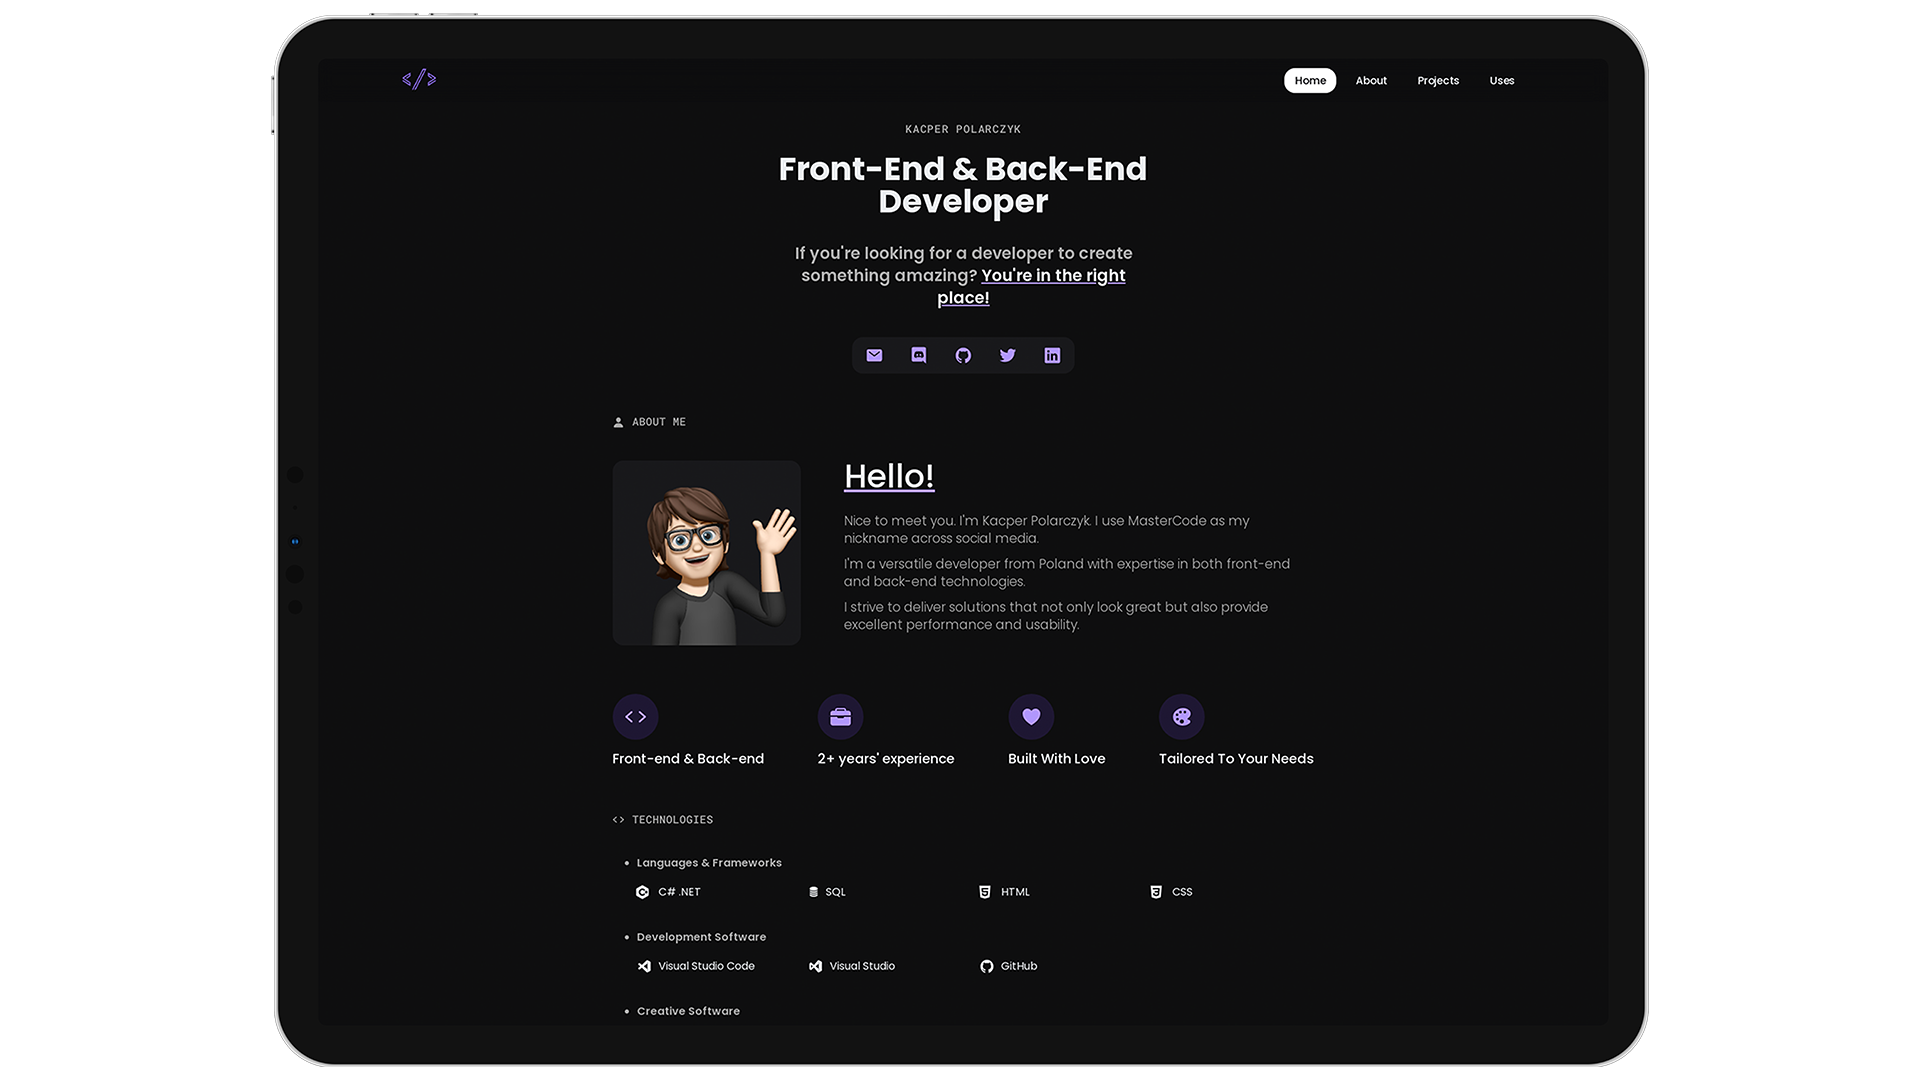 </>
Home About Projects Uses
KACPER POLARCZYK
Front-End & Back-End
Developer
If you're looking for a developer to create
something amazing? You're in the right
place!
ABOUT ME
Hello!
Nice to meet you. I'm Kacper Polarczyk. I use MasterCode as my
nickname across social media.
I'm a versatile developer from Poland with expertise in both front-end
and back-end technologies.
I strive to deliver solutions that not only look great but also provide
excellent performance and usability.
Front-end & Back-end
2+ years' experience
Built With Love
Tailored To Your Needs
<> TECHNOLOGIES
• Languages & Frameworks
C# .NET SQL HTML CSS
• Development Software
Visual Studio Code Visual Studio GitHub
• Creative Software